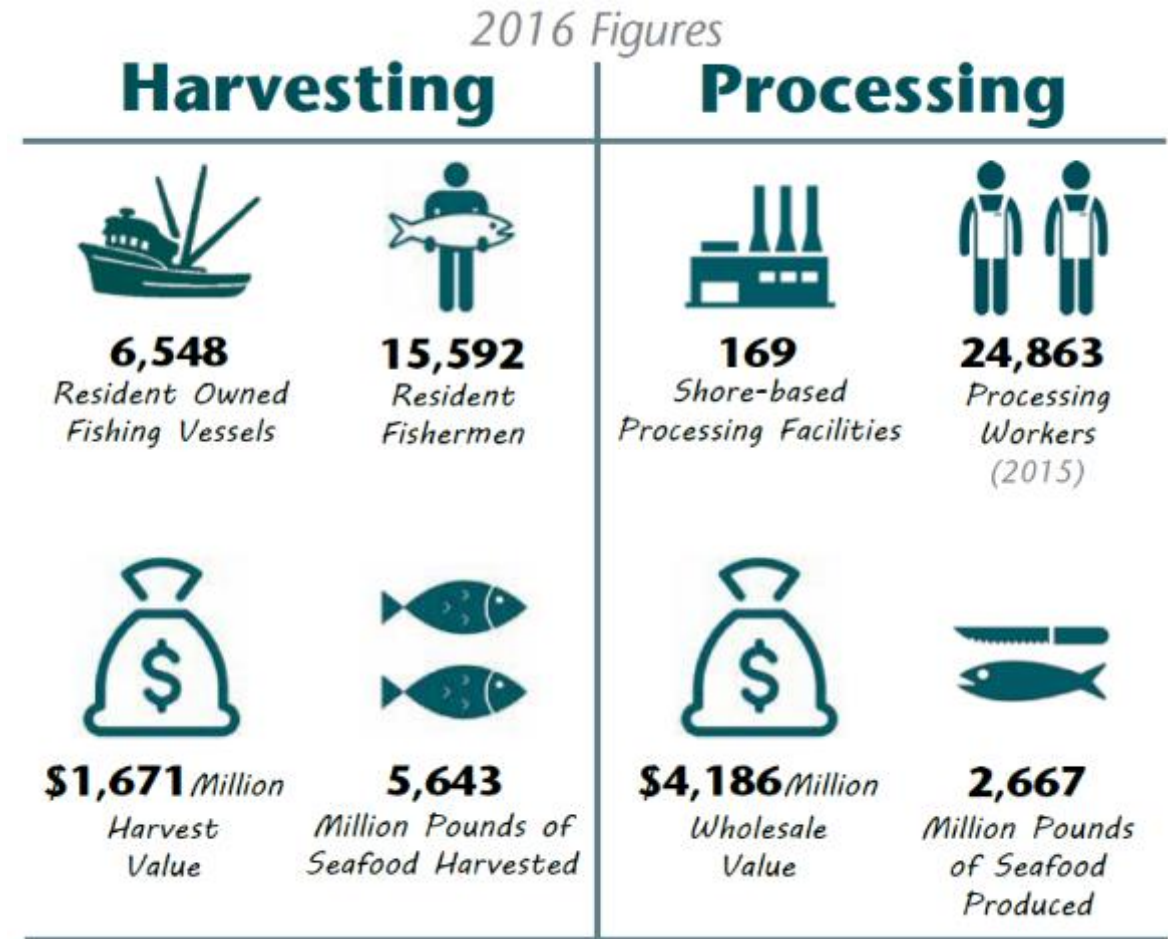 2016 Figures
Harvesting
6,548
Resident Owned
Fishing Vessels
15,592
Resident
Fishermen
$1,671 Million
Harvest
Value
5,643
Million Pounds of
Seafood Harvested
Processing
169
Shore-based
Processing Facilities
24,863
Processing
Workers
(2015)
$4,186 Million
Wholesale
Value
2,667
Million Pounds
of Seafood
Produced